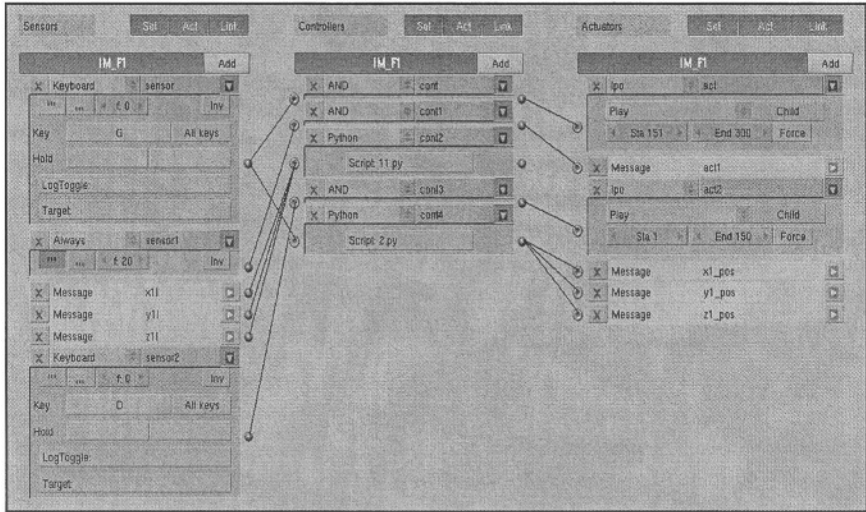 Sensors Sel Act Link Controllers Sel Act Link Actuators Sel Act Link
IM_F1 Add
X Keyboard sensor
f: 0 Inv
Key G All keys
Hold
LogToggle:
Target:
X Always sensor1
f: 20 Inv
X Message x1l
X Message y1l
X Message z1l
X Keyboard sensor2
f: 0 Inv
Key D All keys
Hold
LogToggle:
Target:
IM_F1 Add
X AND cont
X AND cont1
X Python cont2
Script: 11.py
X AND cont3
X Python cont4
Script: 2.py
IM_F1 Add
X Ipo act
Play Child
Sta 151 End 300 Force
X Message act1
X Ipo act2
Play Child
Sta 1 End 150 Force
X Message x1_pos
X Message y1_pos
X Message z1_pos